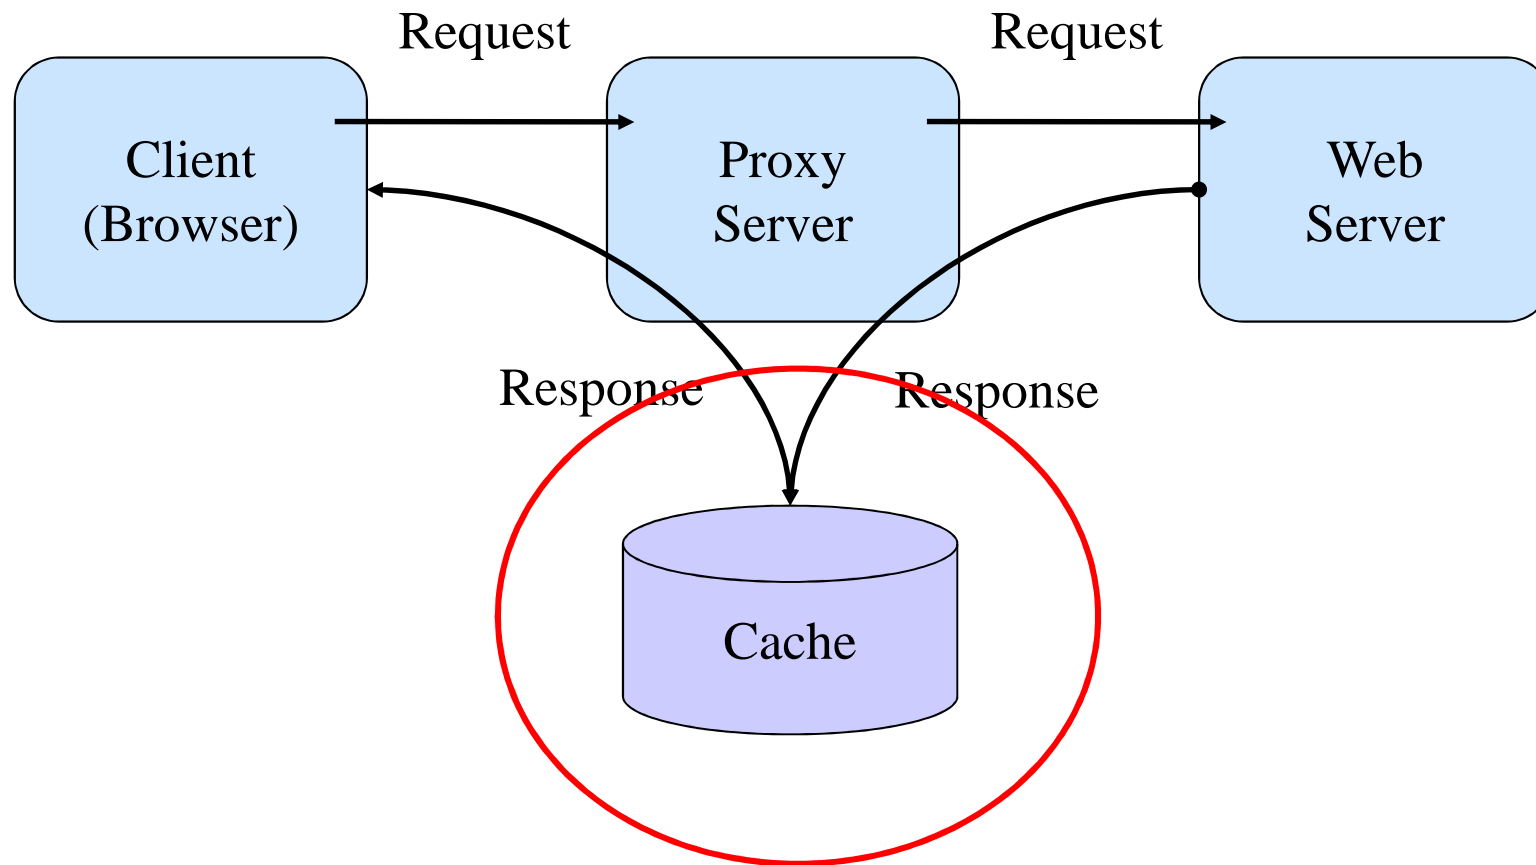 Request
Request
Client
(Browser)
Proxy
Server
Web
Server
Response
Response
Cache